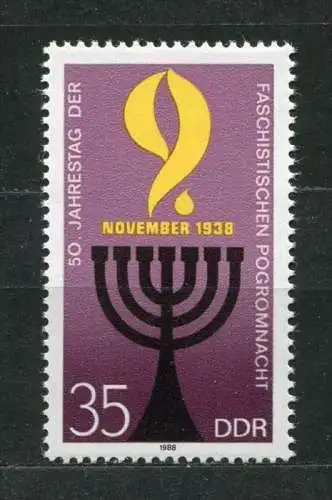 50. JAHRESTAG DER
FASCHISTISCHEN POGROMNACHT
9.
NOVEMBER 1938
35
DDR
1988